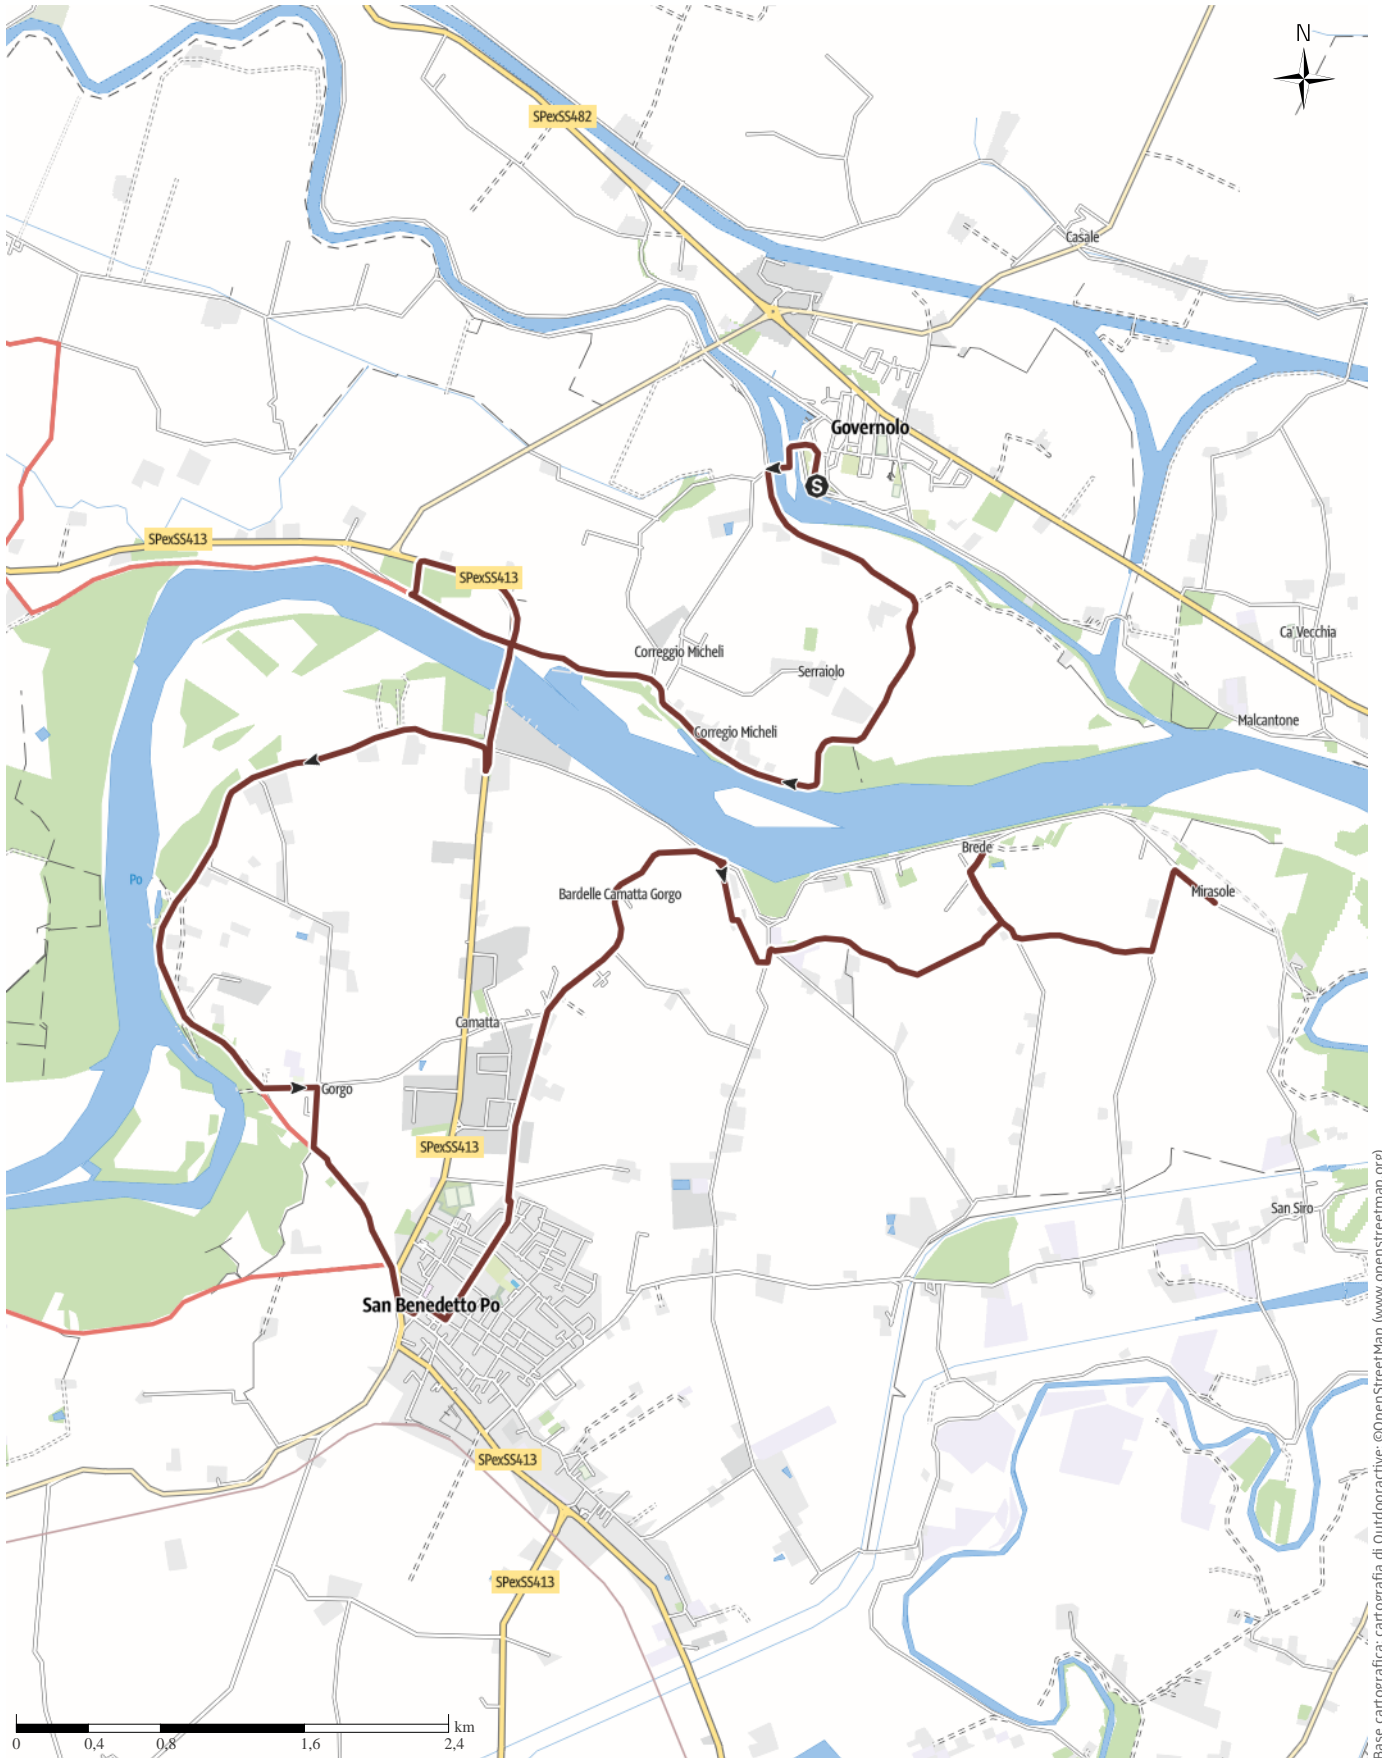 N
SPexSS482
Casale
Governolo
S
SPexSS413
SPexSS413
Ca' Vecchia
Correggio Micheli
Serraiolo
Malcantone
Corregio Micheli
Brede
Po
Bardelle Camatta Gorgo
Mirasole
Camatta
Gorgo
SPexSS413
San Siro
San Benedetto Po
SPexSS413
SPexSS413
km
0 0,4 0,8 1,6 2,4
Base cartografica: cartografia di Outdooractive; ©OpenStreetMap (www.openstreetmap.org)